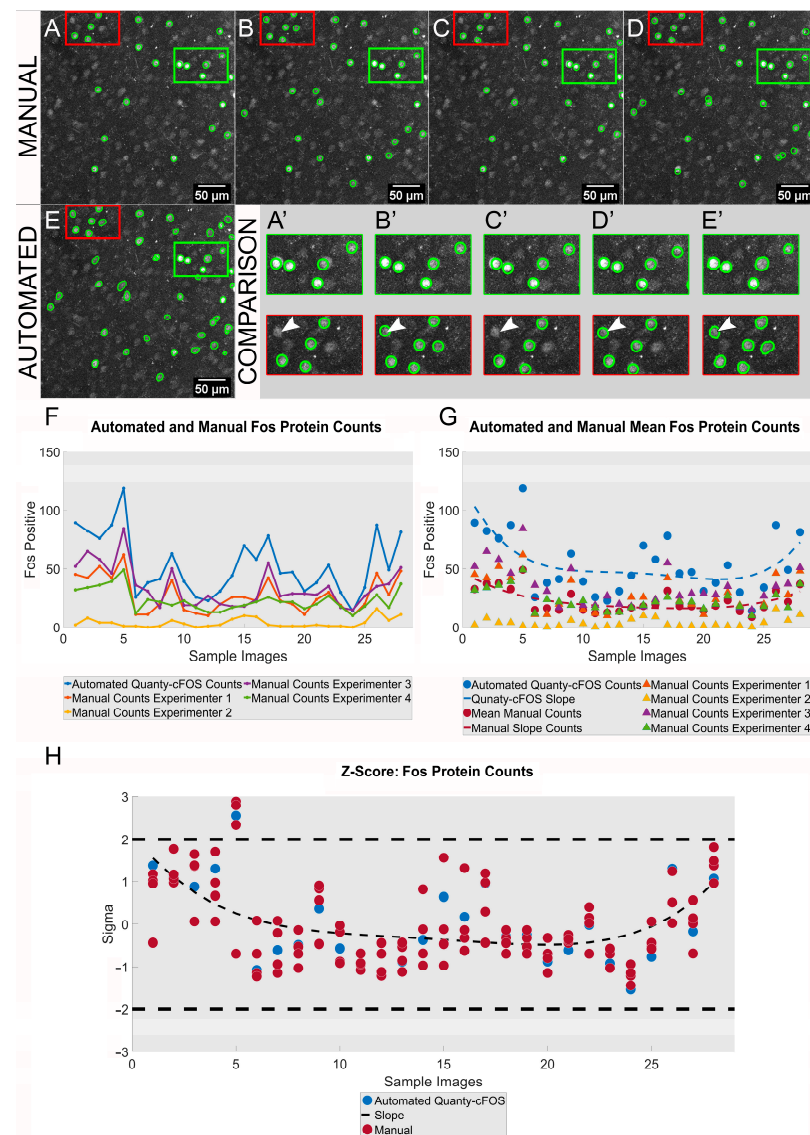 A B C D
MANUAL
50 µm 50 µm 50 µm 50 µm
E A' B' C' D' E'
AUTOMATED
COMPARISON
50 µm
F G
Automated and Manual Fos Protein Counts
150
100
50
0
Fos Positive
0 5 10 15 20 25
Sample Images
Automated Quanty-cFOS Counts Manual Counts Experimenter 3
Manual Counts Experimenter 1 Manual Counts Experimenter 4
Manual Counts Experimenter 2
Automated and Manual Mean Fos Protein Counts
150
100
50
0
Fos Positive
0 5 10 15 20 25
Sample Images
Automated Quanty-cFOS Counts Manual Counts Experimenter 1
Qunaty-cFOS Slope Manual Counts Experimenter 2
Mean Manual Counts Manual Counts Experimenter 3
Manual Slope Counts Manual Counts Experimenter 4
H
Z-Score: Fos Protein Counts
3
2
1
0
-1
-2
-3
Sigma
0 5 10 15 20 25
Sample Images
Automated Quanty-cFOS
Slope
Manual